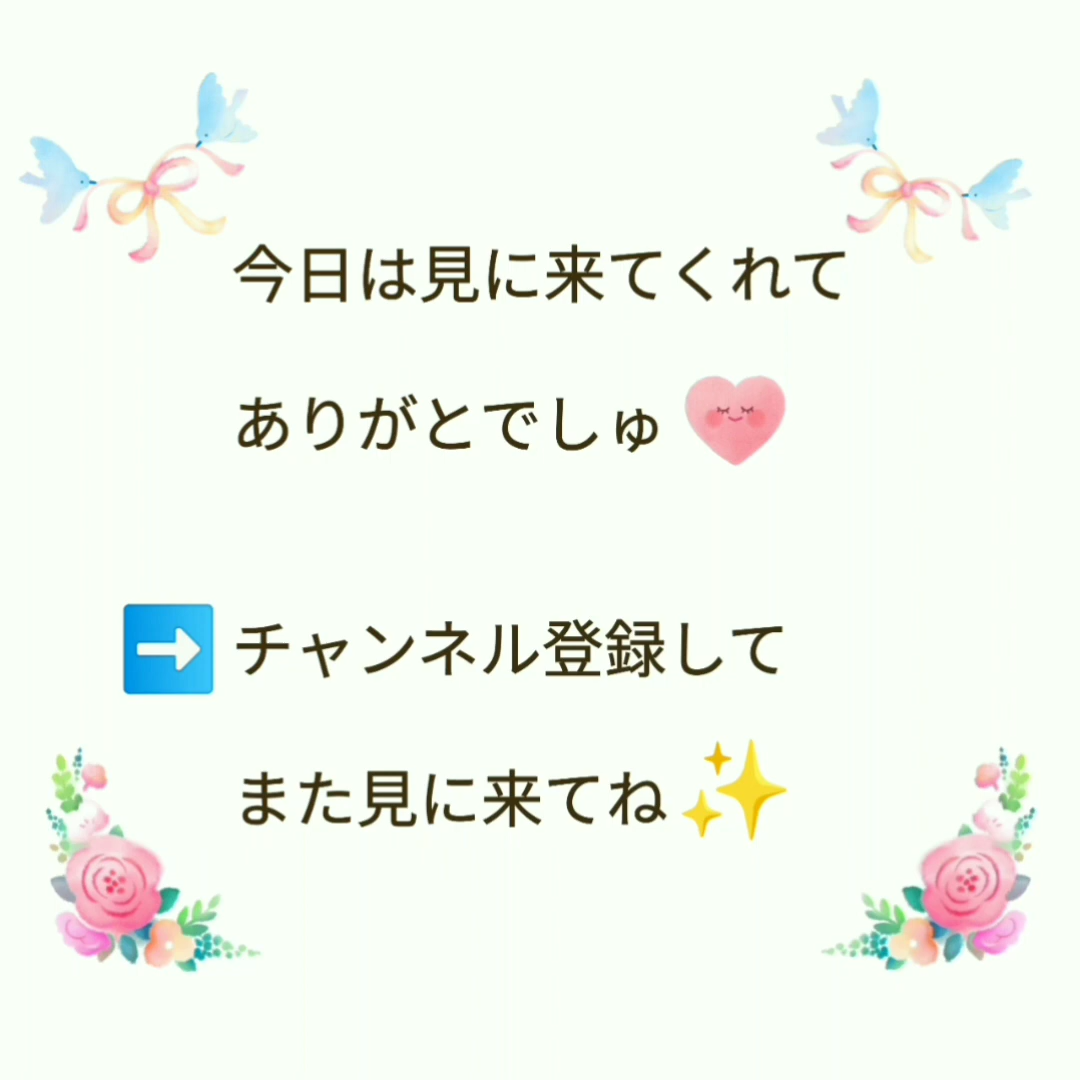 今日は見に来てくれて
ありがとでしゅ
➡チャンネル登録して
また見に来てね✨